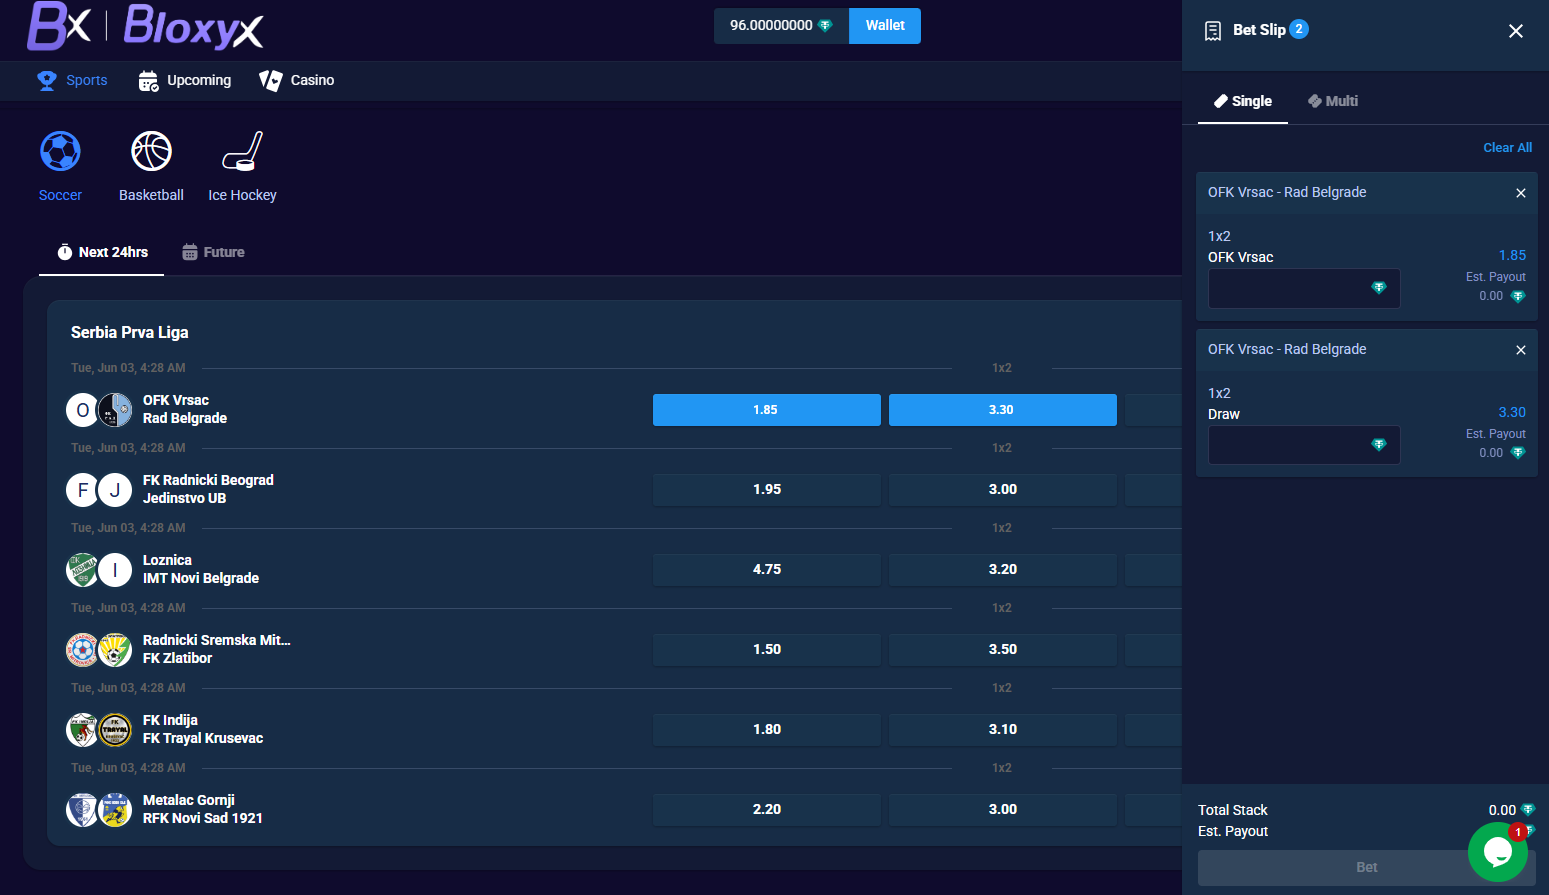 Bx | Bloxyx
96.00000000 Wallet
Bet Slip 2
Sports Upcoming Casino
Single Multi
Clear All
Soccer Basketball Ice Hockey
Next 24hrs Future
Serbia Prva Liga
Tue, Jun 03, 4:28 AM 1x2
OFK Vrsac
Rad Belgrade
1.85 3.30
Tue, Jun 03, 4:28 AM 1x2
FK Radnicki Beograd
Jedinstvo UB
1.95 3.00
Tue, Jun 03, 4:28 AM 1x2
Loznica
IMT Novi Belgrade
4.75 3.20
Tue, Jun 03, 4:28 AM 1x2
Radnicki Sremska Mit...
FK Zlatibor
1.50 3.50
Tue, Jun 03, 4:28 AM 1x2
FK Indija
FK Trayal Krusevac
1.80 3.10
Tue, Jun 03, 4:28 AM 1x2
Metalac Gornji
RFK Novi Sad 1921
2.20 3.00
O
F J
I
OFK Vrsac - Rad Belgrade
1x2
OFK Vrsac 1.85
Est. Payout
0.00
OFK Vrsac - Rad Belgrade
1x2
Draw 3.30
Est. Payout
0.00
Total Stack 0.00
Est. Payout
1
Bet